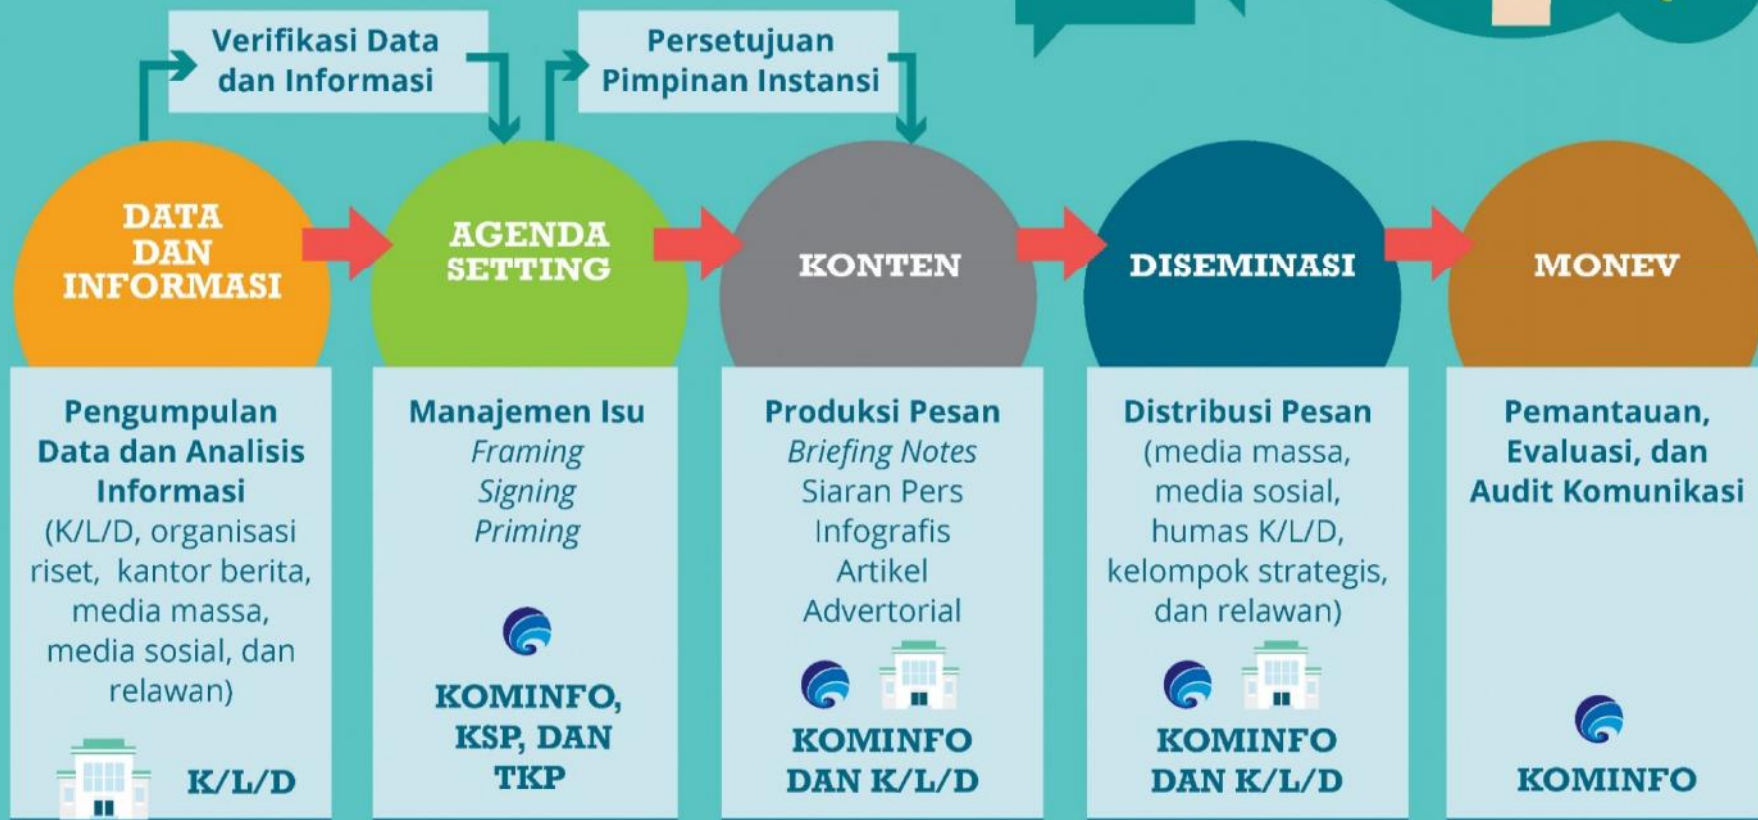 Verifikasi Data
dan Informasi
Persetujuan
Pimpinan Instansi
DATA
DAN
INFORMASI
AGENDA
SETTING
KONTEN
DISEMINASI
MONEV
Pengumpulan
Data dan Analisis
Informasi
(K/L/D, organisasi
riset, kantor berita,
media massa,
media sosial, dan
relawan)
K/L/D
Manajemen Isu
Framing
Signing
Priming
KOMINFO,
KSP, DAN
TKP
Produksi Pesan
Briefing Notes
Siaran Pers
Infografis
Artikel
Advertorial
KOMINFO
DAN K/L/D
Distribusi Pesan
(media massa,
media sosial,
humas K/L/D,
kelompok strategis,
dan relawan)
KOMINFO
DAN K/L/D
Pemantauan,
Evaluasi, dan
Audit Komunikasi
KOMINFO